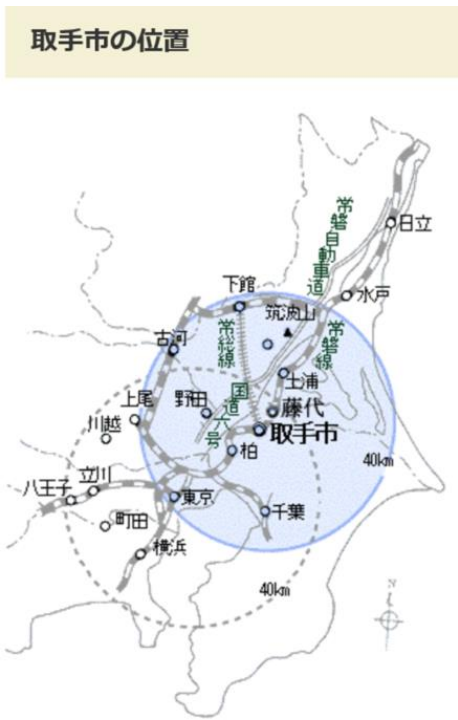 取手市の位置
常磐自動車道
日立
下館
水戸
筑波山
古河
常総線
常磐線
土浦
国道六号
上尾
野田
藤代
川越
取手市
柏
40km
立川
八王子
東京
千葉
町田
横浜
40km
N